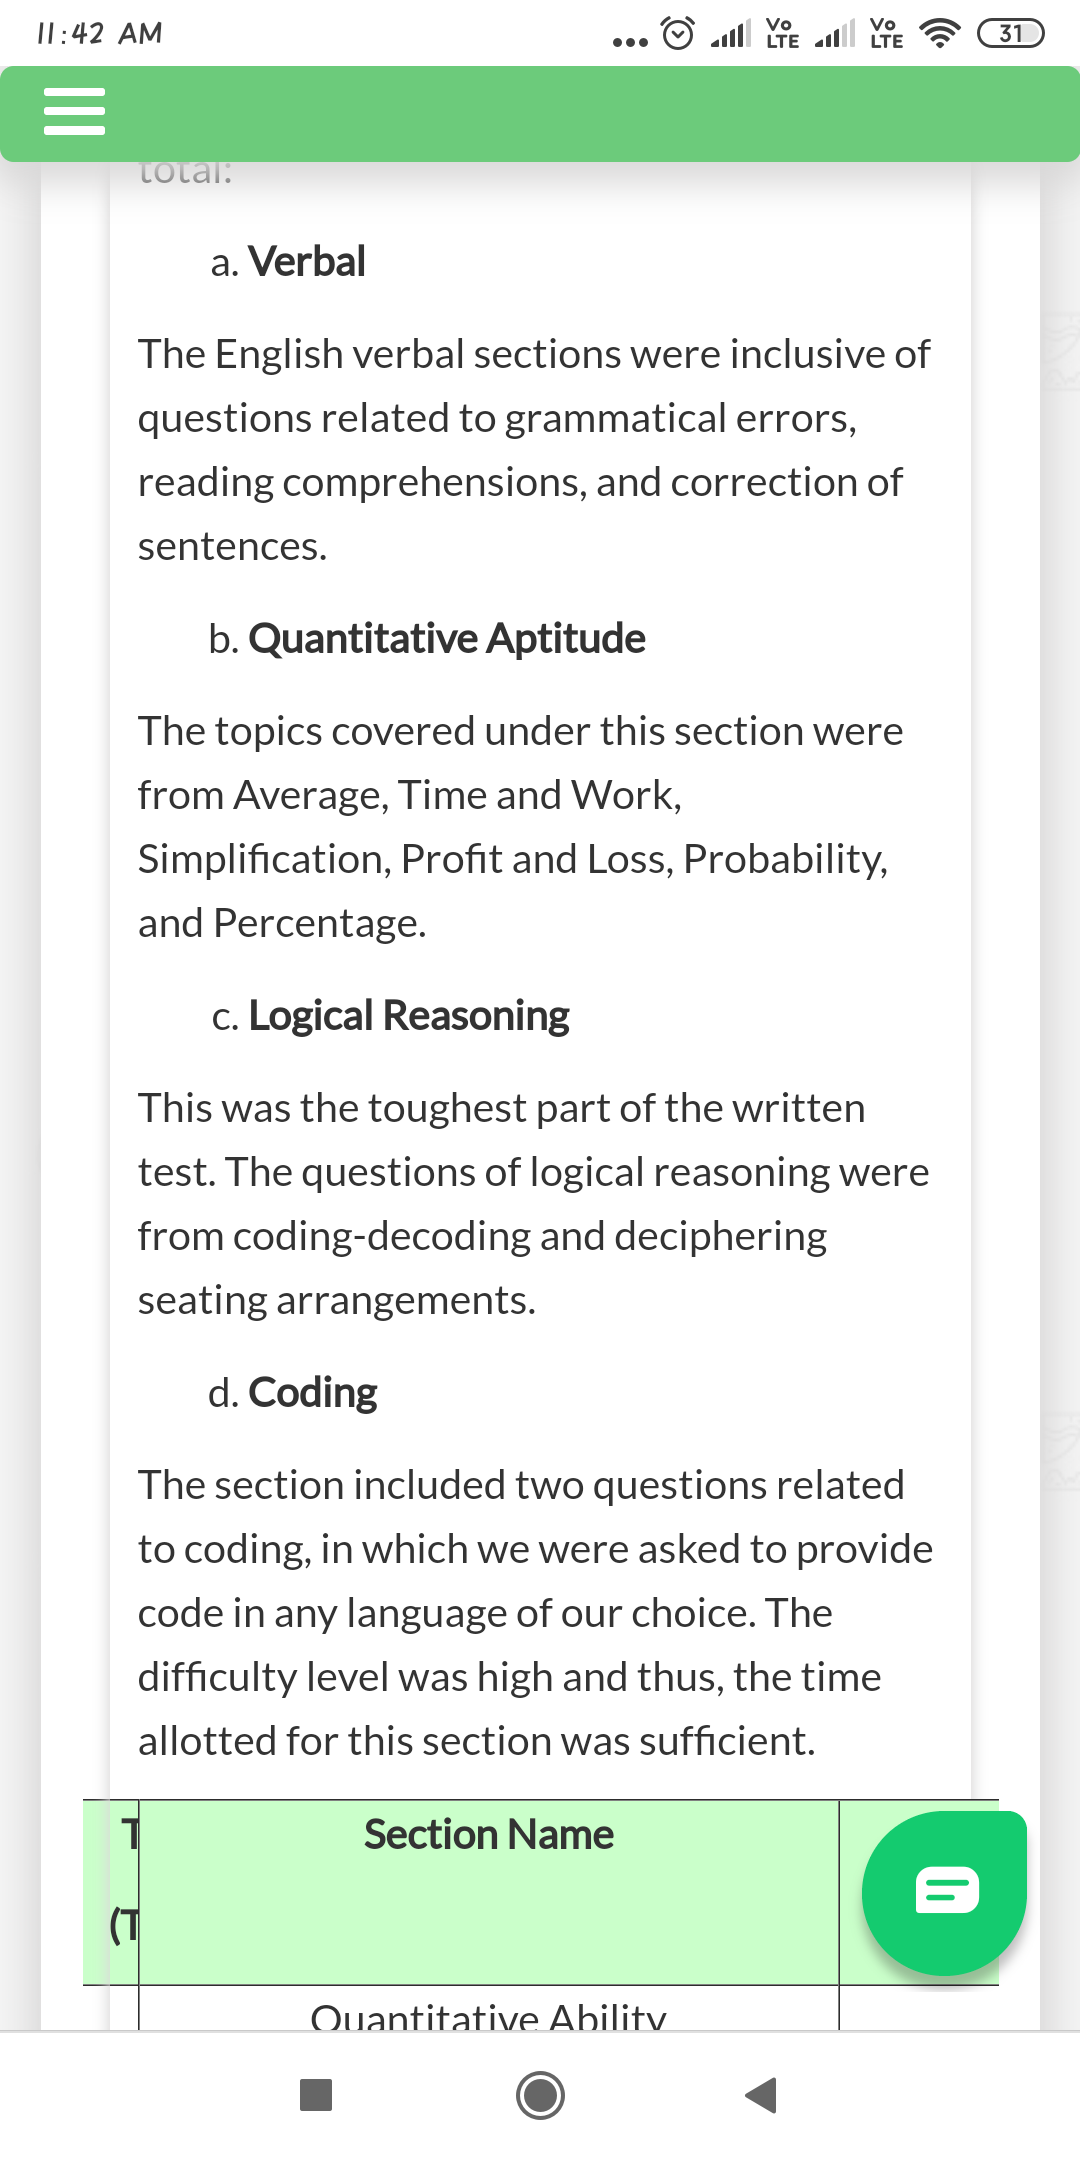 11:42 AM
Vo LTE
Vo LTE
31
total:
a. Verbal
The English verbal sections were inclusive of
questions related to grammatical errors,
reading comprehensions, and correction of
sentences.
b. Quantitative Aptitude
The topics covered under this section were
from Average, Time and Work,
Simplification, Profit and Loss, Probability,
and Percentage.
c. Logical Reasoning
This was the toughest part of the written
test. The questions of logical reasoning were
from coding-decoding and deciphering
seating arrangements.
d. Coding
The section included two questions related
to coding, in which we were asked to provide
code in any language of our choice. The
difficulty level was high and thus, the time
allotted for this section was sufficient.
Section Name
Quantitative Ability